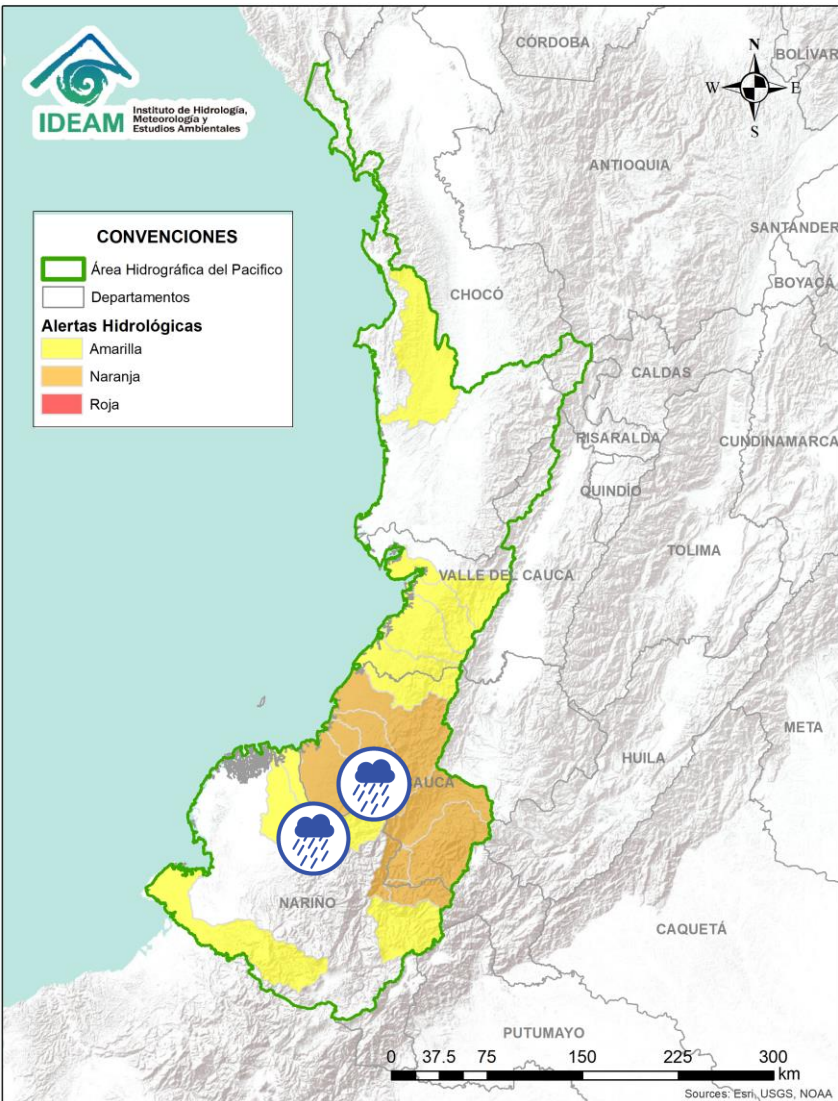 IDEAM
Instituto de Hidrología,
Meteorología y
Estudios Ambientales
CÓRDOBA
BOLÍVAR
N
W
E
S
ANTIOQUIA
SANTANDER
BOYACÁ
CONVENCIONES
Área Hidrográfica del Pacifico
Departamentos
Alertas Hidrológicas
Amarilla
Naranja
Roja
CHOCÓ
CALDAS
RISARALDA
CUNDINAMARCA
QUINDÍO
TOLIMA
VALLE DEL CAUCA
META
HUILA
AUCA
NARIÑO
CAQUETÁ
PUTUMAYO
0 37.5 75 150 225 300
km
Sources: Esri, USGS, NOAA